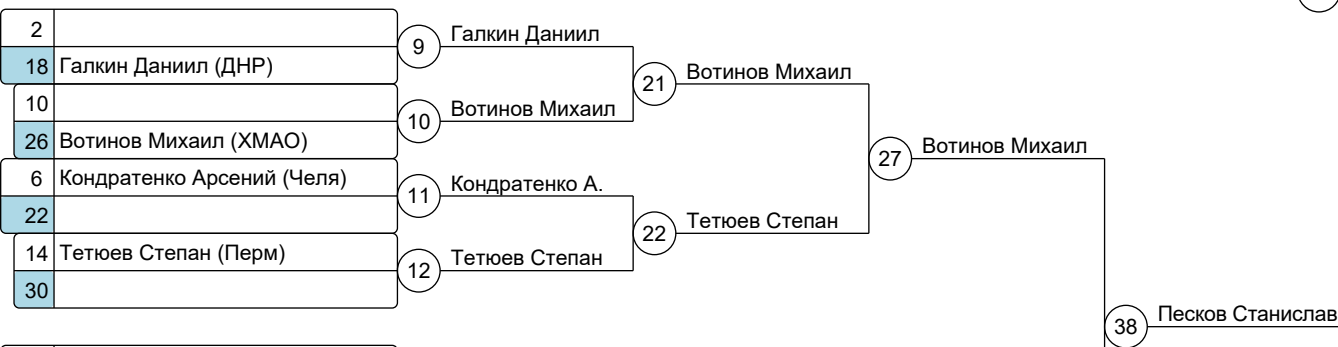 2
9 Галкин Даниил
18 Галкин Даниил (ДНР)
21 Вотинов Михаил
10
10 Вотинов Михаил
26 Вотинов Михаил (ХМАО)
27 Вотинов Михаил
6 Кондратенко Арсений (Челя)
11 Кондратенко А.
22
22 Тетюев Степан
14 Тетюев Степан (Перм)
12 Тетюев Степан
30
38 Песков Станислав